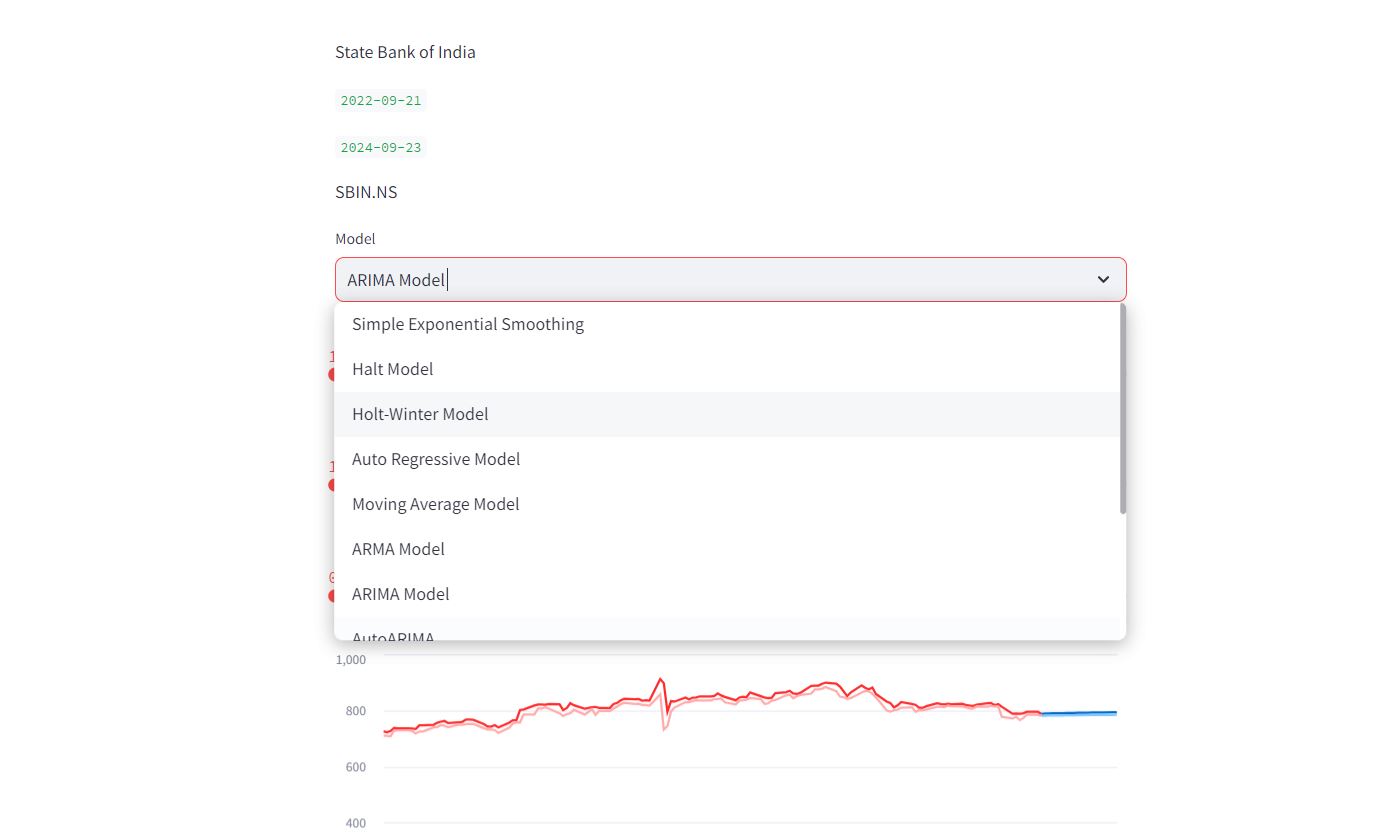 State Bank of India
2022-09-21
2024-09-23
SBIN.NS
Model
ARIMA Model
Simple Exponential Smoothing
Halt Model
Holt-Winter Model
Auto Regressive Model
Moving Average Model
ARMA Model
ARIMA Model
AutoARIMA
1,000
800
600
400